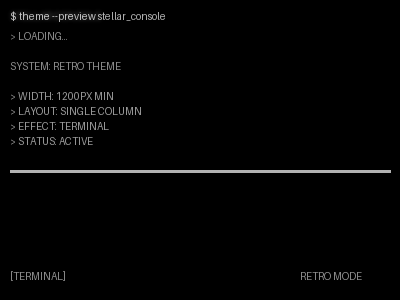 $ theme --preview stellar_console
> LOADING...
SYSTEM: RETRO THEME
> WIDTH: 1200PX MIN
> LAYOUT: SINGLE COLUMN
> EFFECT: TERMINAL
> STATUS: ACTIVE
[TERMINAL] RETRO MODE